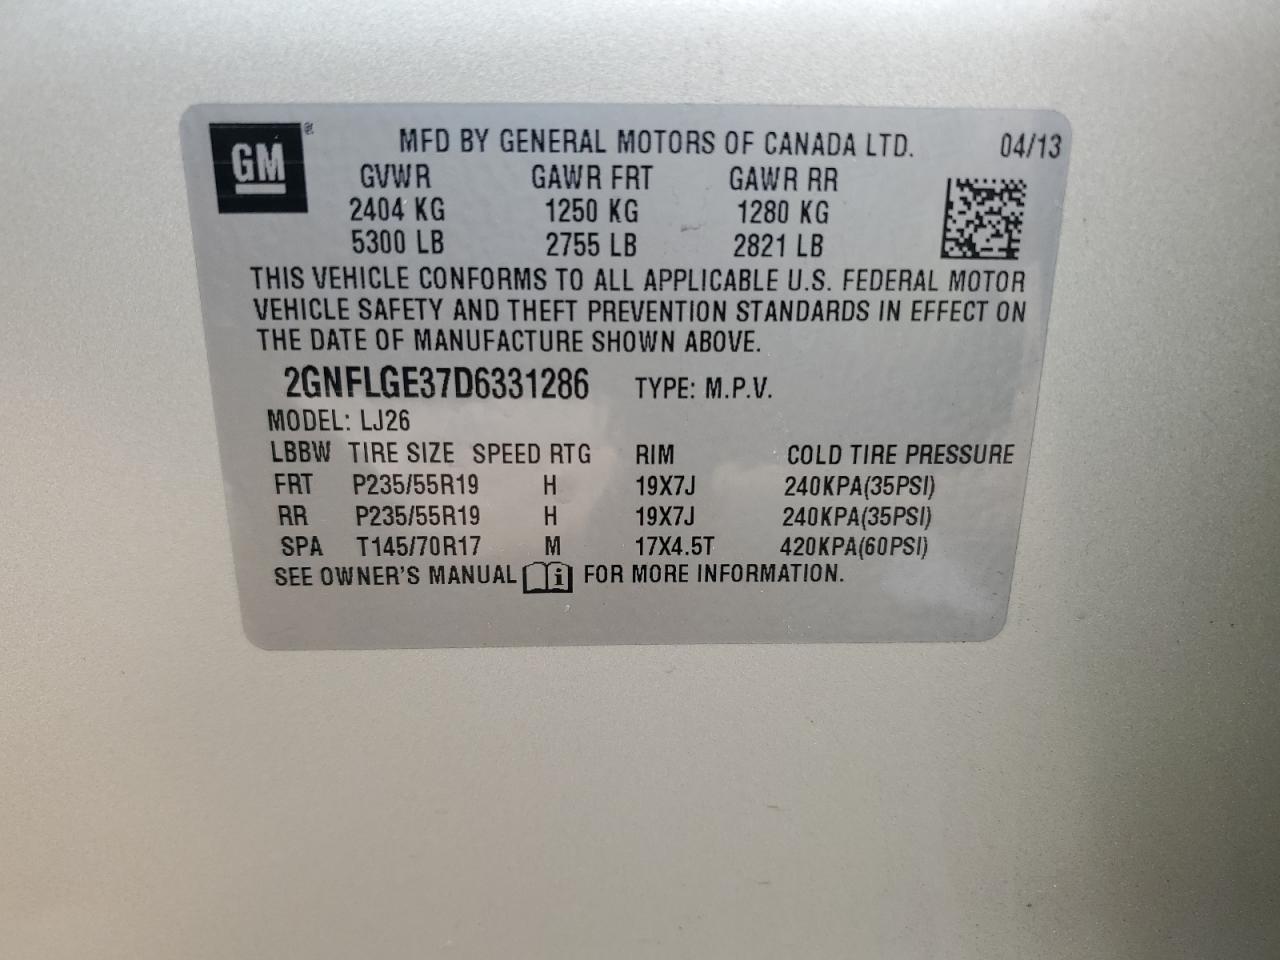 GM ® MFD BY GENERAL MOTORS OF CANADA LTD. 04/13
GVWR GAWR FRT GAWR RR
2404 KG 1250 KG 1280 KG
5300 LB 2755 LB 2821 LB
THIS VEHICLE CONFORMS TO ALL APPLICABLE U.S. FEDERAL MOTOR
VEHICLE SAFETY AND THEFT PREVENTION STANDARDS IN EFFECT ON
THE DATE OF MANUFACTURE SHOWN ABOVE.
2GNFLGE37D6331286 TYPE: M.P.V.
MODEL: LJ26
LBBW TIRE SIZE SPEED RTG RIM COLD TIRE PRESSURE
FRT P235/55R19 H 19X7J 240KPA(35PSI)
RR P235/55R19 H 19X7J 240KPA(35PSI)
SPA T145/70R17 M 17X4.5T 420KPA(60PSI)
SEE OWNER'S MANUAL i FOR MORE INFORMATION.